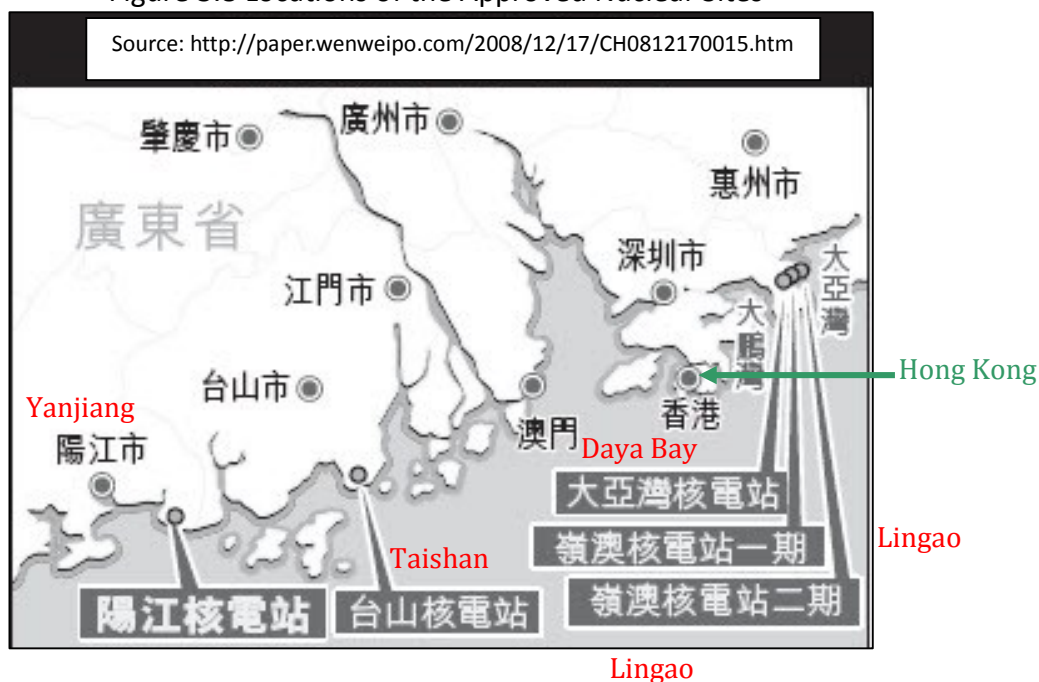 Figure 3.3 Locations of the Approved Nuclear Sites
Source: http://paper.wenweipo.com/2008/12/17/CH0812170015.htm
肇慶市
廣州市
惠州市
廣東省
深圳市
大亞灣
江門市
大鵬灣
Hong Kong
台山市
香港
Yanjiang
澳門
陽江市
Daya Bay
大亞灣核電站
嶺澳核電站一期
Lingao
Taishan
嶺澳核電站二期
陽江核電站
台山核電站
Lingao